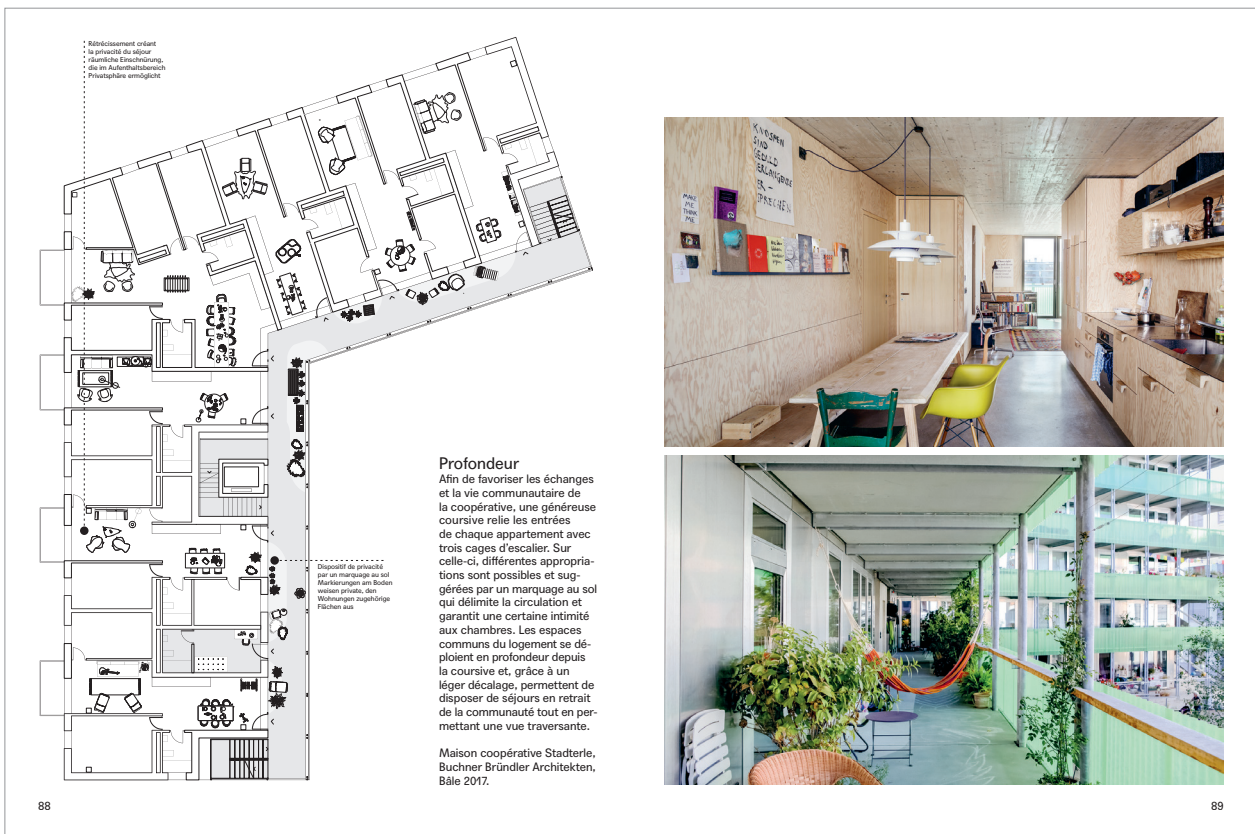 Rétrécissement créant
la privacité du séjour
räumliche Einschnürung,
die im Aufenthaltsbereich
Privatsphäre ermöglicht
Dispositif de privacité
par un marquage au sol
Markierungen am Boden
weisen private, den
Wohnungen zugehörige
Flächen aus
Profondeur
Afin de favoriser les échanges
et la vie communautaire de
la coopérative, une généreuse
coursive relie les entrées
de chaque appartement avec
trois cages d'escalier. Sur
celle-ci, différentes appropria-
tions sont possibles et sug-
gérées par un marquage au sol
qui délimite la circulation et
garantit une certaine intimité
aux chambres. Les espaces
communs du logement se dé-
ploient en profondeur depuis
la coursive et, grâce à un
léger décalage, permettent de
disposer de séjours en retrait
de la communauté tout en per-
mettant une vue traversante.
Maison coopérative Stadterle,
Buchner Bründler Architekten,
Bâle 2017.
88
KNOSPEN
SIND
MAKE
ME
THINK
ME
89